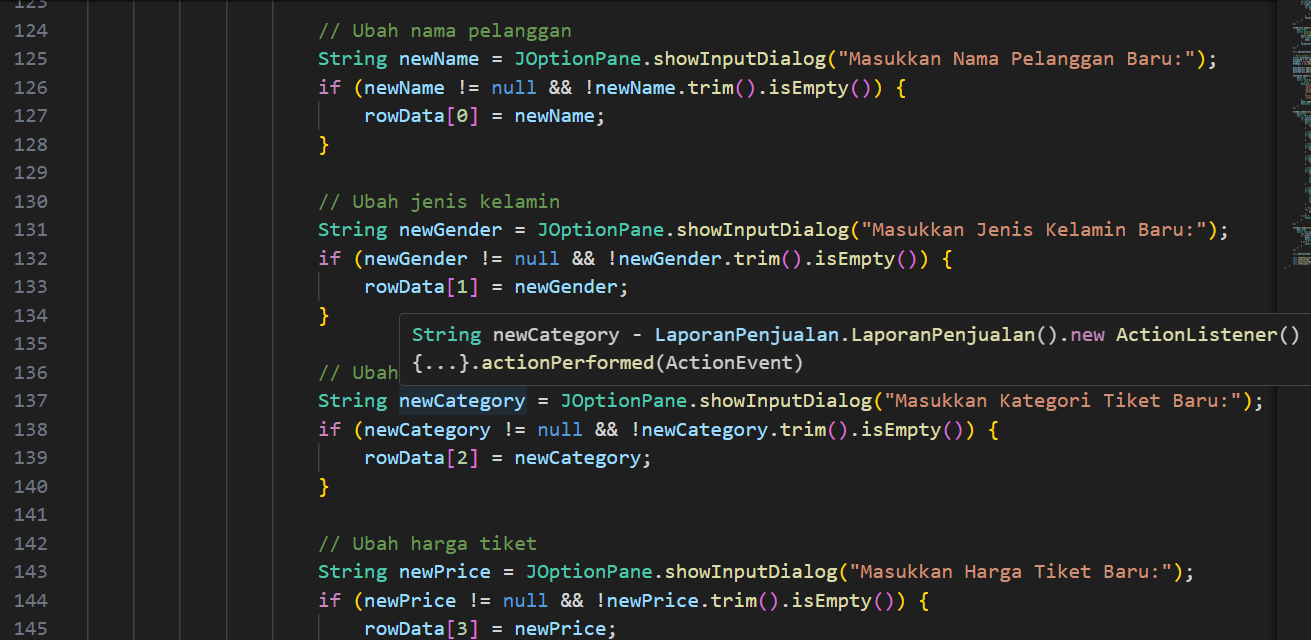 123
124 // Ubah nama pelanggan
125 String newName = JOptionPane.showInputDialog("Masukkan Nama Pelanggan Baru:");
126 if (newName != null && !newName.trim().isEmpty()) {
127 rowData[0] = newName;
128 }
129
130 // Ubah jenis kelamin
131 String newGender = JOptionPane.showInputDialog("Masukkan Jenis Kelamin Baru:");
132 if (newGender != null && !newGender.trim().isEmpty()) {
133 rowData[1] = newGender;
134 }
String newCategory - LaporanPenjualan.LaporanPenjualan().new ActionListener()
135
{...}.actionPerformed(ActionEvent)
136 // Ubah
137 String newCategory = JOptionPane.showInputDialog("Masukkan Kategori Tiket Baru:");
138 if (newCategory != null && !newCategory.trim().isEmpty()) {
139 rowData[2] = newCategory;
140 }
141
142 // Ubah harga tiket
143 String newPrice = JOptionPane.showInputDialog("Masukkan Harga Tiket Baru:");
144 if (newPrice != null && !newPrice.trim().isEmpty()) {
145 rowData[3] = newPrice;